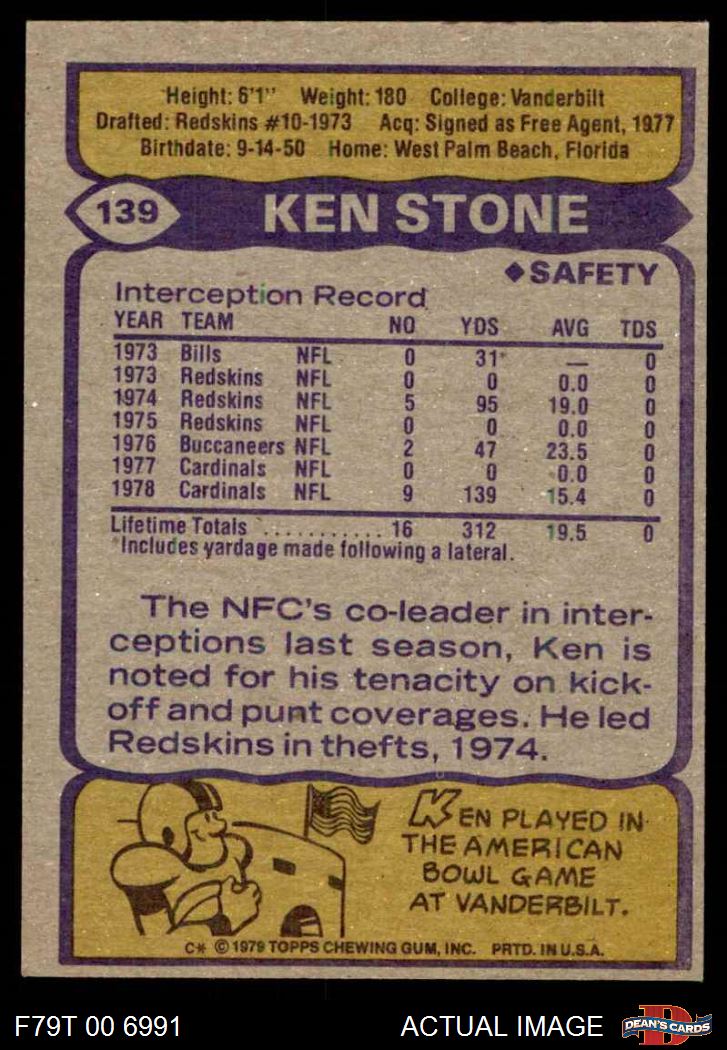 Height: 6'1" Weight: 180 College: Vanderbilt
Drafted: Redskins #10-1973 Acq: Signed as Free Agent, 1977
Birthdate: 9-14-50 Home: West Palm Beach, Florida
139 KEN STONE
◆SAFETY
Interception Record
YEAR TEAM NO YDS AVG TDS
1973 Bills NFL 0 31* — 0
1973 Redskins NFL 0 0 0.0 0
1974 Redskins NFL 5 95 19.0 0
1975 Redskins NFL 0 0 0.0 0
1976 Buccaneers NFL 2 47 23.5 0
1977 Cardinals NFL 0 0 0.0 0
1978 Cardinals NFL 9 139 15.4 0
Lifetime Totals ........... 16 312 19.5 0
*Includes yardage made following a lateral.
The NFC's co-leader in inter-
ceptions last season, Ken is
noted for his tenacity on kick-
off and punt coverages. He led
Redskins in thefts, 1974.
KEN PLAYED IN
THE AMERICAN
BOWL GAME
AT VANDERBILT.
C* © 1979 TOPPS CHEWING GUM, INC. PRTD. IN U.S.A.
F79T 00 6991 ACTUAL IMAGE D DEAN'S CARDS